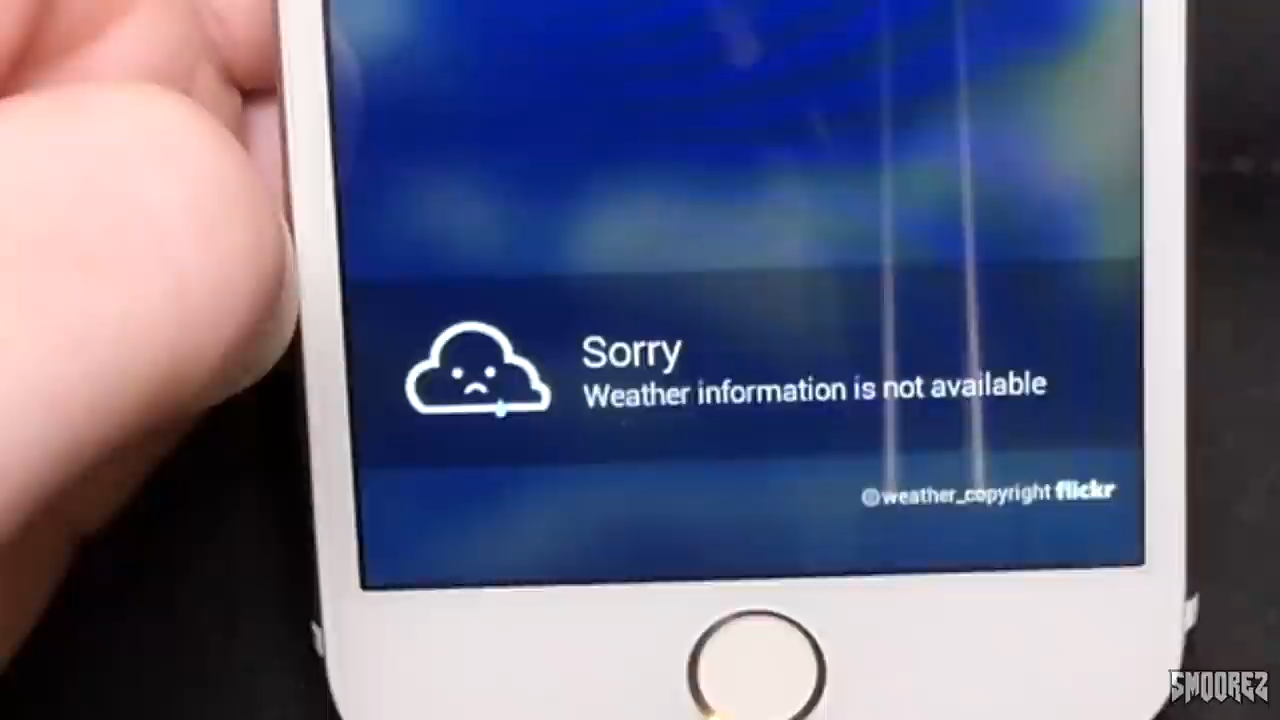 Sorry
Weather information is not available
©weather_copyright flickr
SMOOREZ